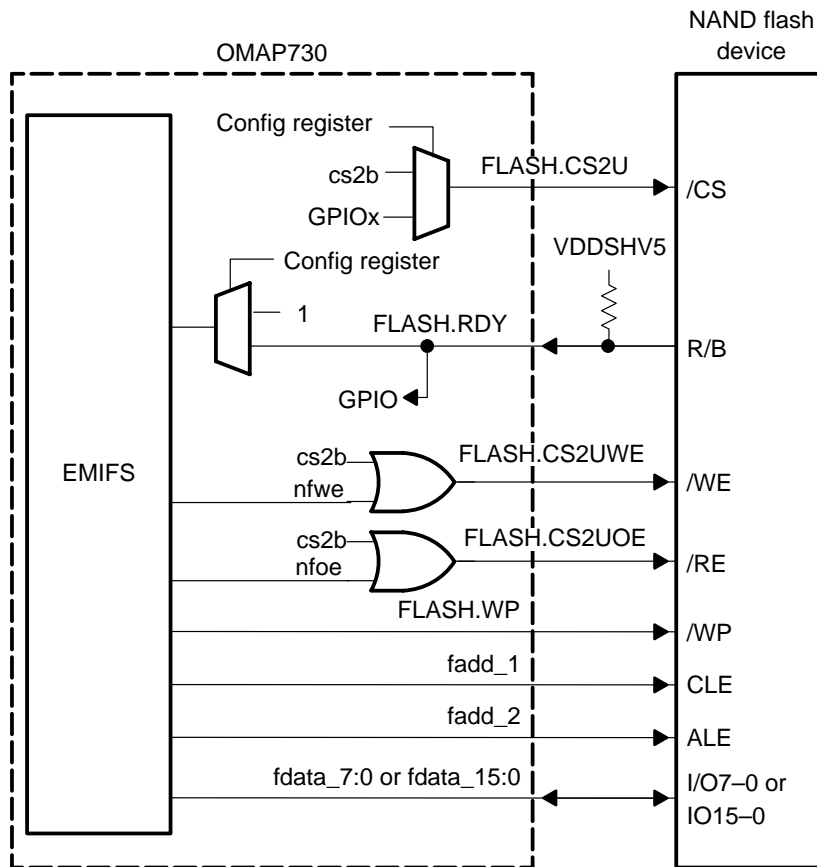 NAND flash
device
OMAP730
Config register
cs2b
FLASH.CS2U
/CS
GPIOx
VDDSHV5
Config register
1
FLASH.RDY
R/B
GPIO
EMIFS
cs2b
FLASH.CS2UWE
nfwe
/WE
cs2b
FLASH.CS2UOE
nfoe
/RE
FLASH.WP
/WP
fadd_1
CLE
fadd_2
ALE
fdata_7:0 or fdata_15:0
I/O7–0 or
IO15–0